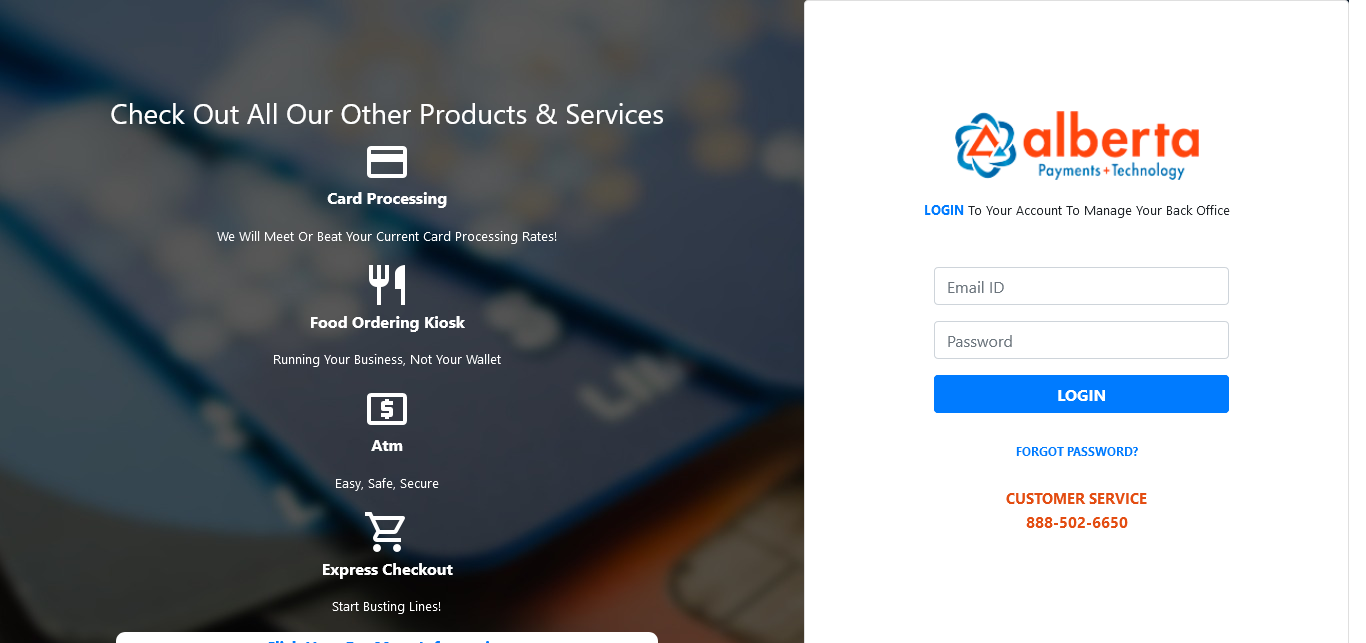 Check Out All Our Other Products & Services
Card Processing
We Will Meet Or Beat Your Current Card Processing Rates!
Food Ordering Kiosk
Running Your Business, Not Your Wallet
Atm
Easy, Safe, Secure
Express Checkout
Start Busting Lines!
alberta
Payments+Technology
LOGIN To Your Account To Manage Your Back Office
Email ID
Password
LOGIN
FORGOT PASSWORD?
CUSTOMER SERVICE
888-502-6650